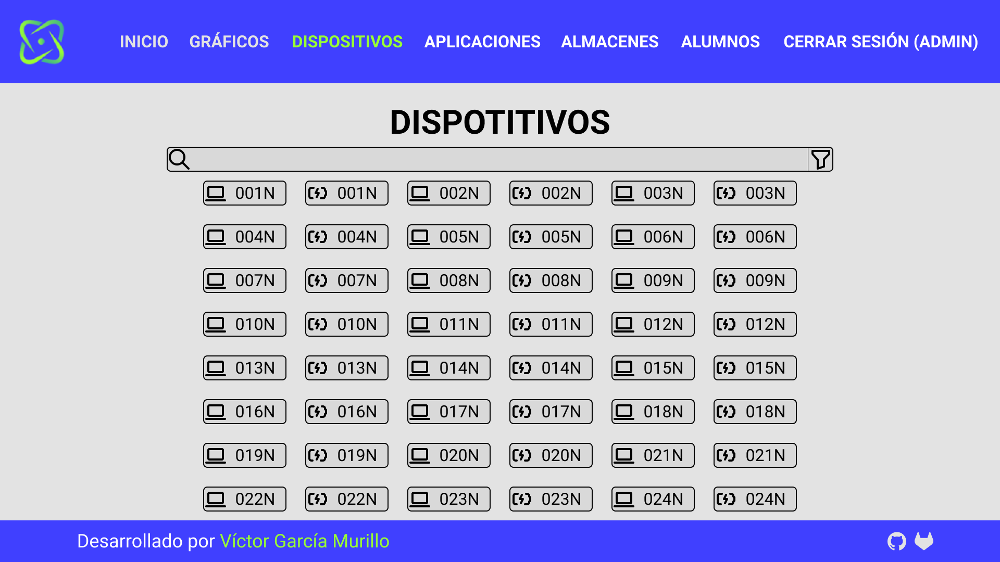 INICIO GRÁFICOS DISPOSITIVOS APLICACIONES ALMACENES ALUMNOS CERRAR SESIÓN (ADMIN)
DISPOTITIVOS
001N 001N 002N 002N 003N 003N
004N 004N 005N 005N 006N 006N
007N 007N 008N 008N 009N 009N
010N 010N 011N 011N 012N 012N
013N 013N 014N 014N 015N 015N
016N 016N 017N 017N 018N 018N
019N 019N 020N 020N 021N 021N
022N 022N 023N 023N 024N 024N
Desarrollado por Víctor García Murillo